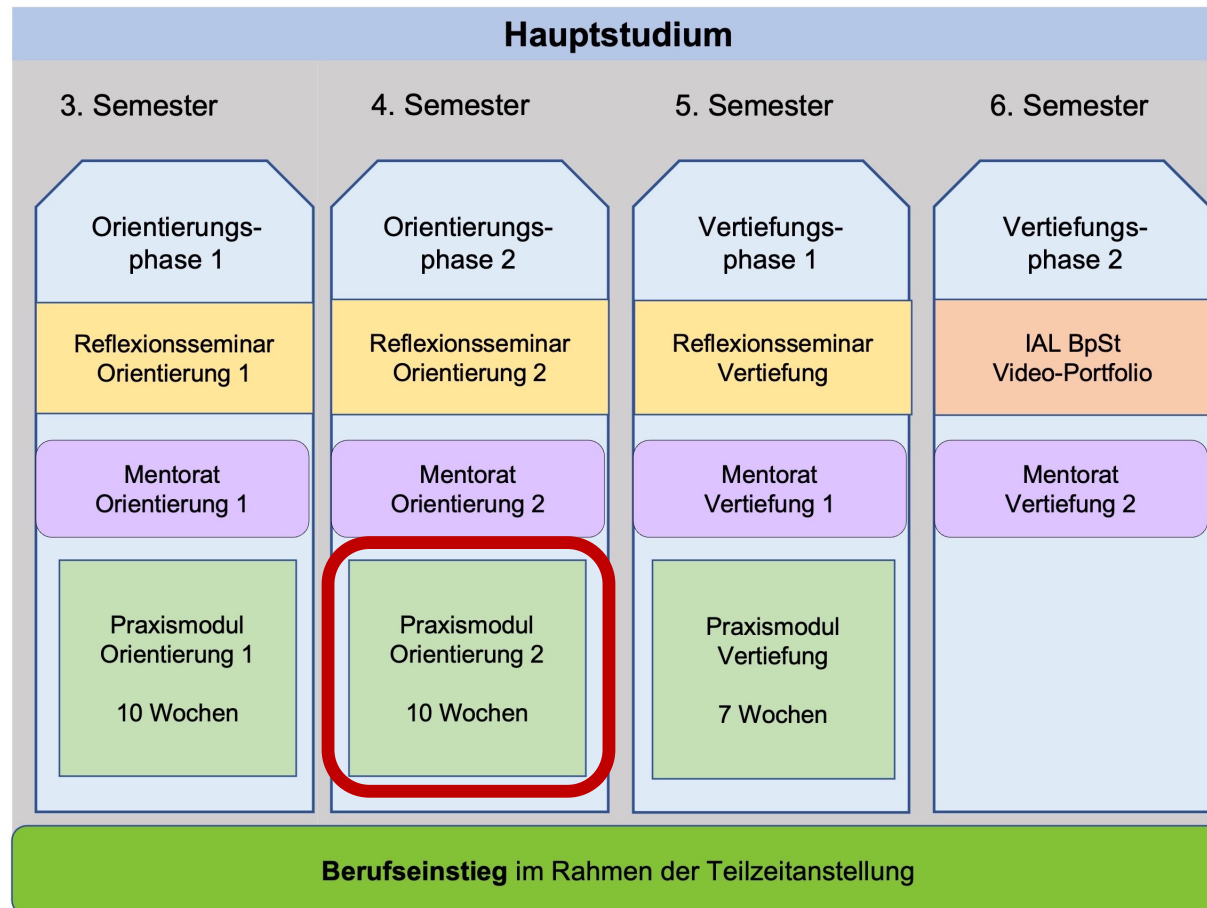 Hauptstudium
3. Semester
4. Semester
5. Semester
6. Semester
Orientierungs-
phase 1
Orientierungs-
phase 2
Vertiefungs-
phase 1
Vertiefungs-
phase 2
Reflexionsseminar
Orientierung 1
Reflexionsseminar
Orientierung 2
Reflexionsseminar
Vertiefung
IAL BpSt
Video-Portfolio
Mentorat
Orientierung 1
Mentorat
Orientierung 2
Mentorat
Vertiefung 1
Mentorat
Vertiefung 2
Praxismodul
Orientierung 1
10 Wochen
Praxismodul
Orientierung 2
10 Wochen
Praxismodul
Vertiefung
7 Wochen
Berufseinstieg im Rahmen der Teilzeitanstellung